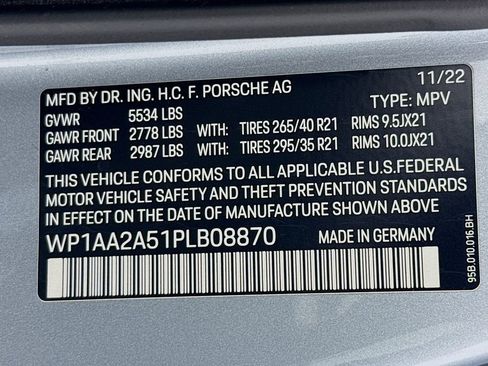 MFD BY DR. ING. H.C. F. PORSCHE AG 11/22
GVWR 5534 LBS TYPE: MPV
GAWR FRONT 2778 LBS WITH: TIRES 265/40 R21 RIMS 9.5JX21
GAWR REAR 2987 LBS WITH: TIRES 295/35 R21 RIMS 10.0JX21
THIS VEHICLE CONFORMS TO ALL APPLICABLE U.S.FEDERAL
MOTOR VEHICLE SAFETY AND THEFT PREVENTION STANDARDS
IN EFFECT ON THE DATE OF MANUFACTURE SHOWN ABOVE.
WP1AA2A51PLB08870 MADE IN GERMANY
95B.010.016.BH